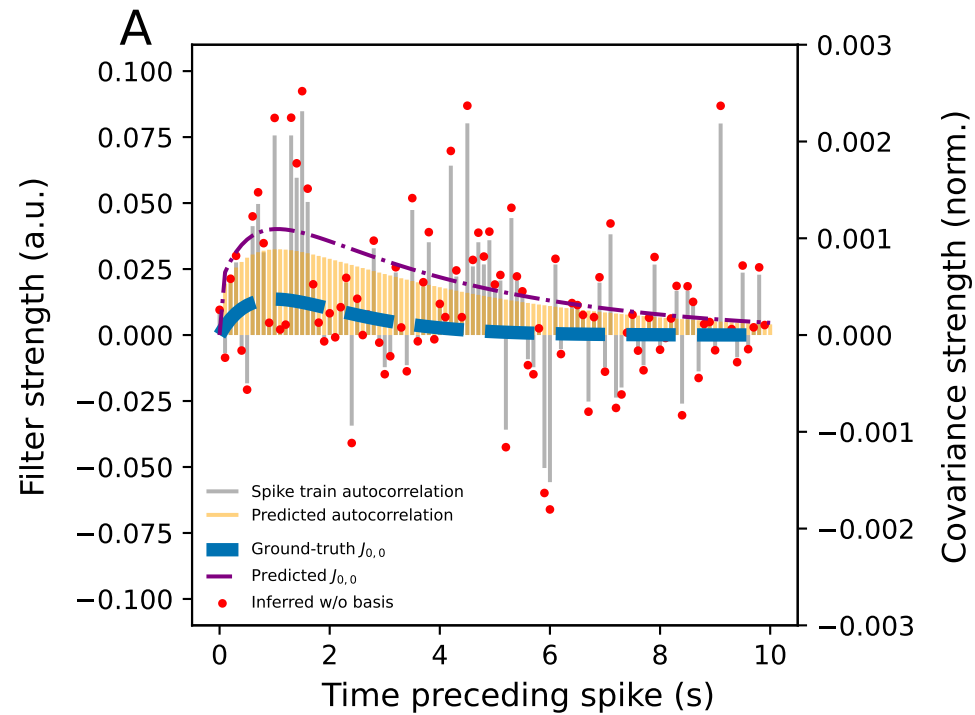 A
0.100
0.075
0.050
0.025
0.000
−0.025
−0.050
−0.075
−0.100
Filter strength (a.u.)
0.003
0.002
0.001
0.000
−0.001
−0.002
−0.003
Covariance strength (norm.)
Spike train autocorrelation
Predicted autocorrelation
Ground-truth J0,0
Predicted J0,0
Inferred w/o basis
0 2 4 6 8 10
Time preceding spike (s)